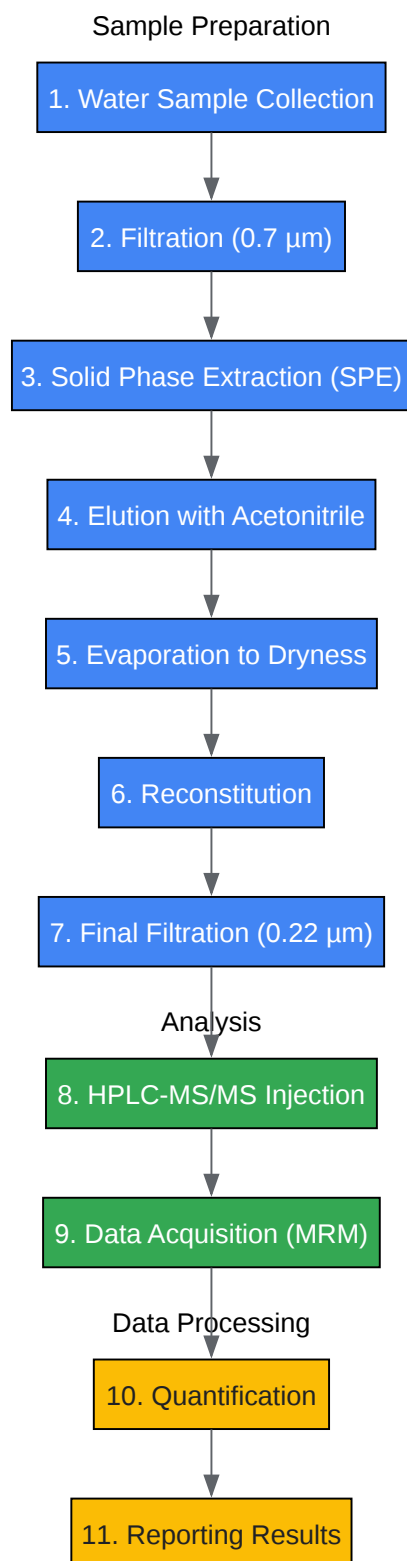 Sample Preparation
1. Water Sample Collection
2. Filtration (0.7 µm)
3. Solid Phase Extraction (SPE)
4. Elution with Acetonitrile
5. Evaporation to Dryness
6. Reconstitution
7. Final Filtration (0.22 µm)
Analysis
8. HPLC-MS/MS Injection
9. Data Acquisition (MRM)
Data Processing
10. Quantification
11. Reporting Results